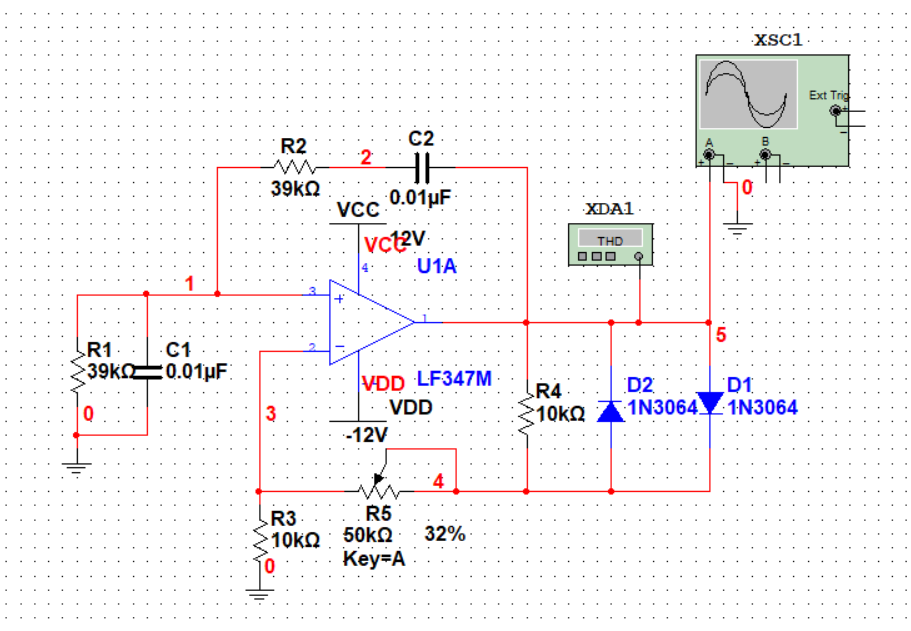 XSC1
Ext Trig
+
−
A
B
+ − + −
0
R2
39kΩ
2
C2
0.01µF
VCC
12V
VCC
4
U1A
XDA1
THD
1
3
+
1
2
−
5
R1
39kΩ
C1
0.01µF
0
VDD
LF347M
VDD
-12V
3
R4
10kΩ
D2
1N3064
D1
1N3064
4
R5
50kΩ
32%
Key=A
R3
10kΩ
0